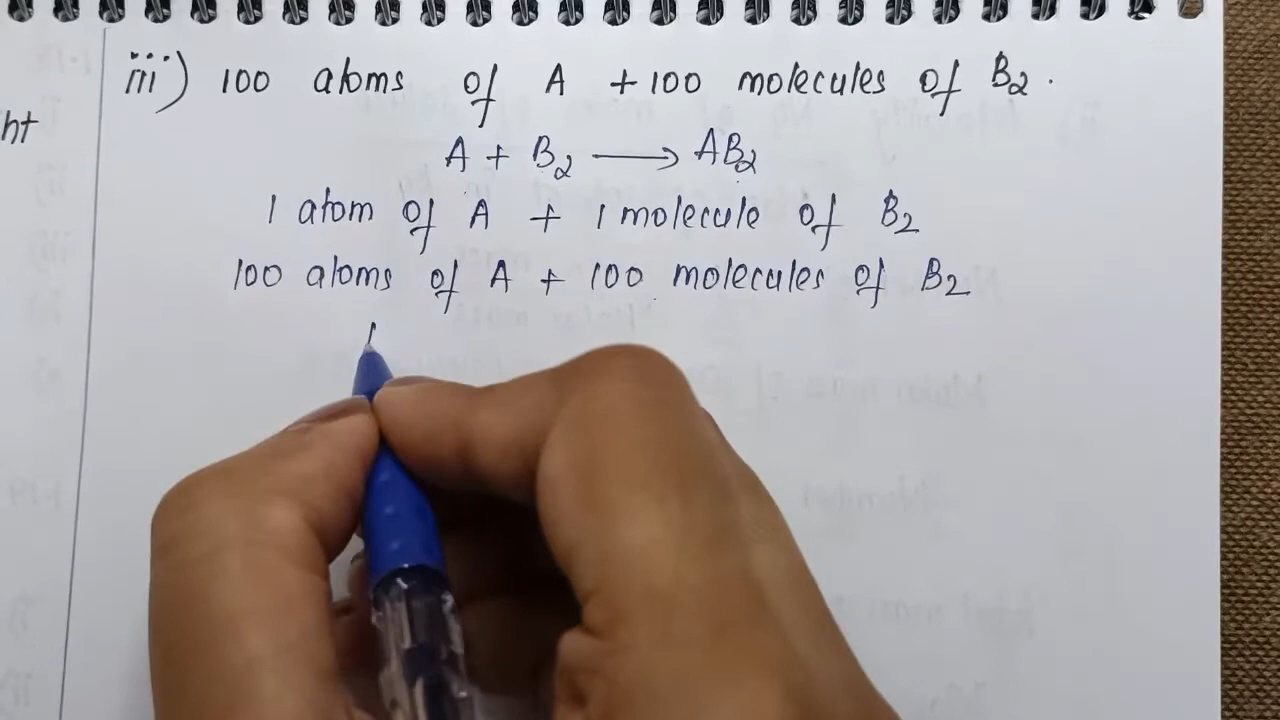 iii) 100 atoms of A + 100 molecules of B₂.
ht
A + B₂ ⟶ AB₂
1 atom of A + 1 molecule of B₂
100 atoms of A + 100 molecules of B₂